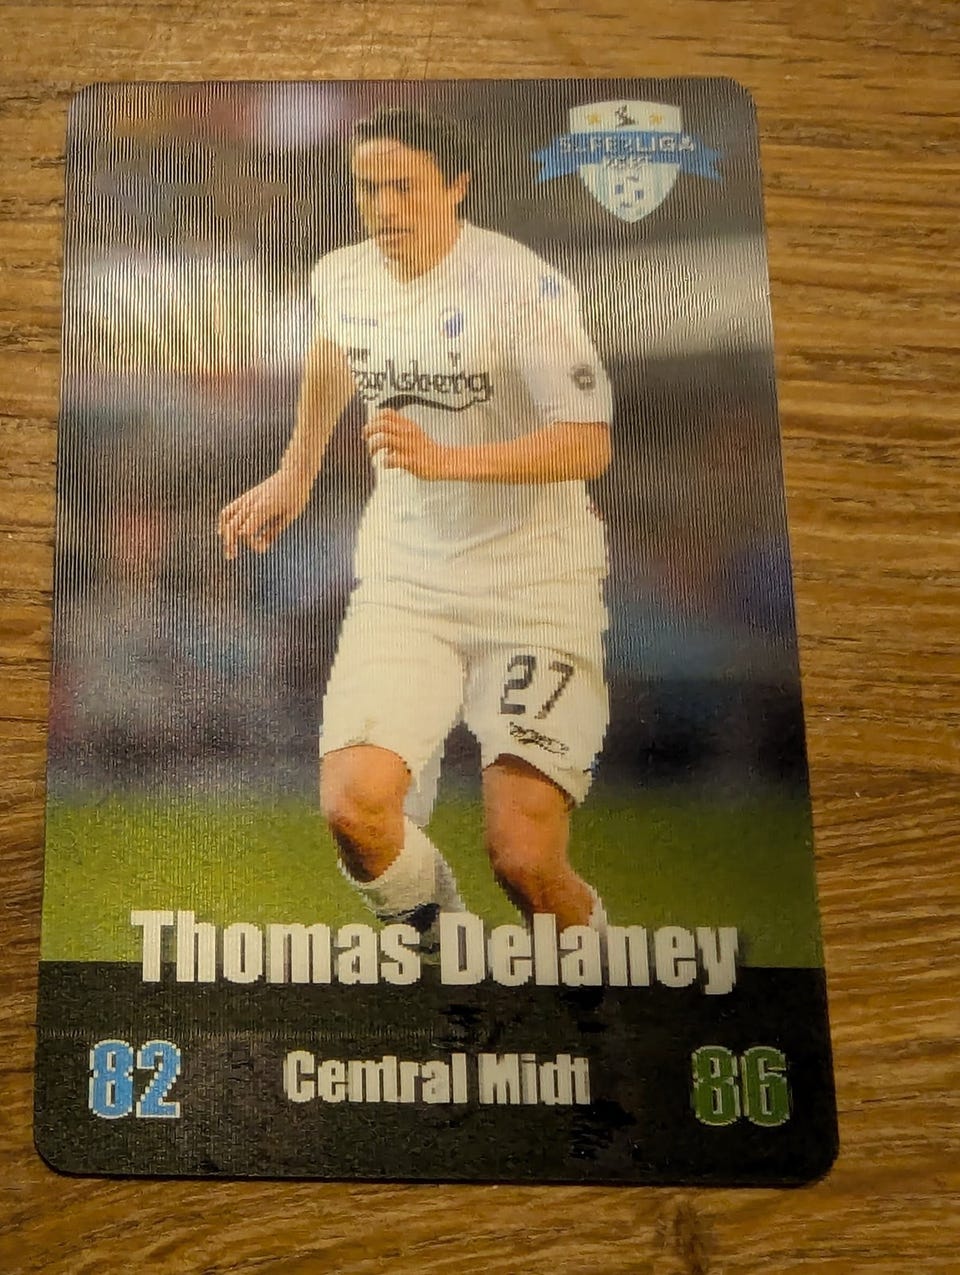 SUPERLIGA
Carlsberg
27
Thomas Delaney
82
Central Midt
86